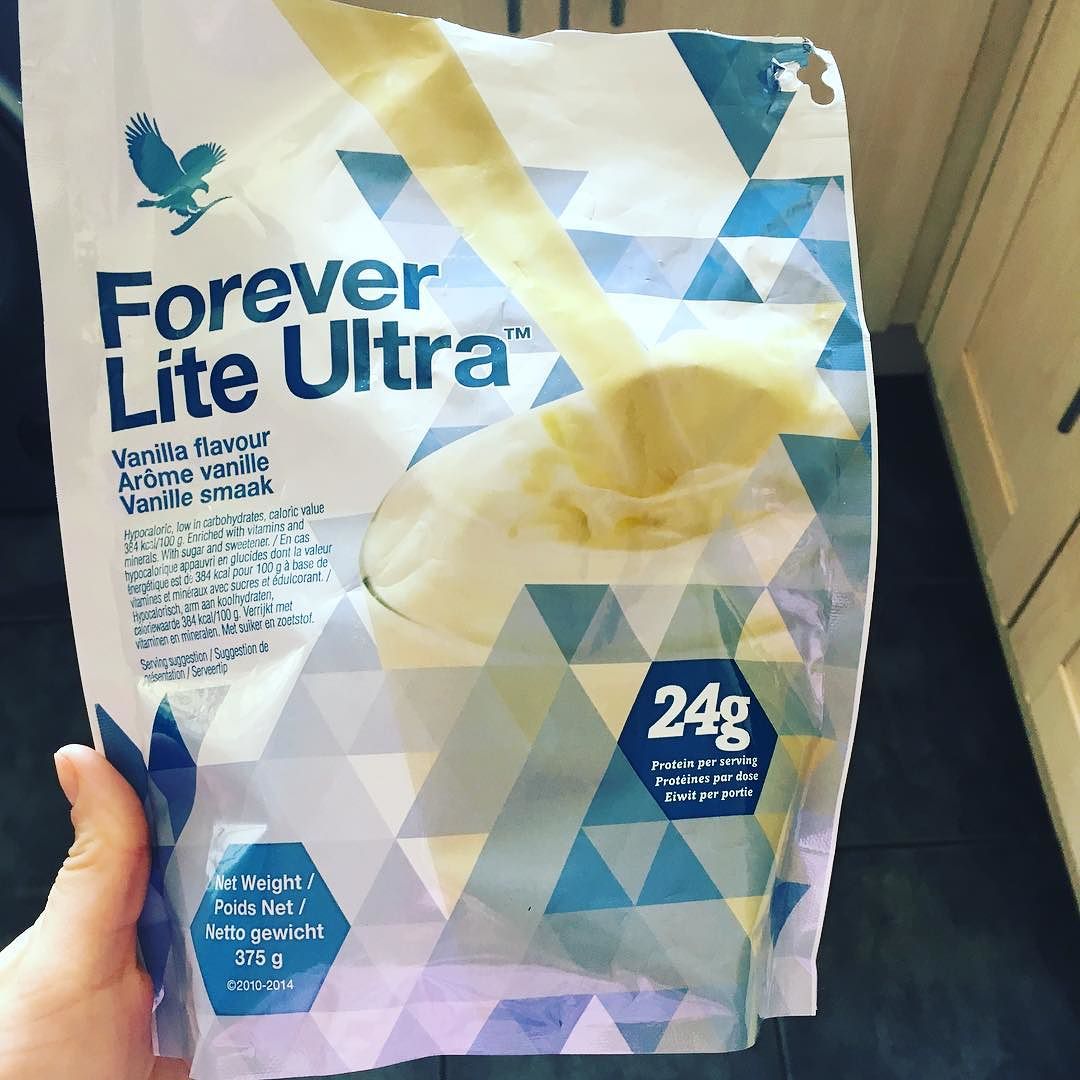 Forever
Lite Ultra™
Vanilla flavour
Arôme vanille
Vanille smaak
Hypocaloric, low in carbohydrates, caloric value
384 kcal/100 g. Enriched with vitamins and
minerals. With sugar and sweetener. / En cas
hypocalorique appauvri en glucides dont la valeur
énergétique est de 384 kcal pour 100 g à base de
vitamines et minéraux avec sucres et édulcorant. /
Hypocalorisch, arm aan koolhydraten,
caloriewaarde 384 kcal/100 g. Verrijkt met
vitaminen en mineralen. Met suiker en zoetstof.
Serving suggestion / Suggestion de
présentation / Serveertip
24g
Protein per serving
Protéines par dose
Eiwit per portie
Net Weight /
Poids Net /
Netto gewicht
375 g
©2010-2014